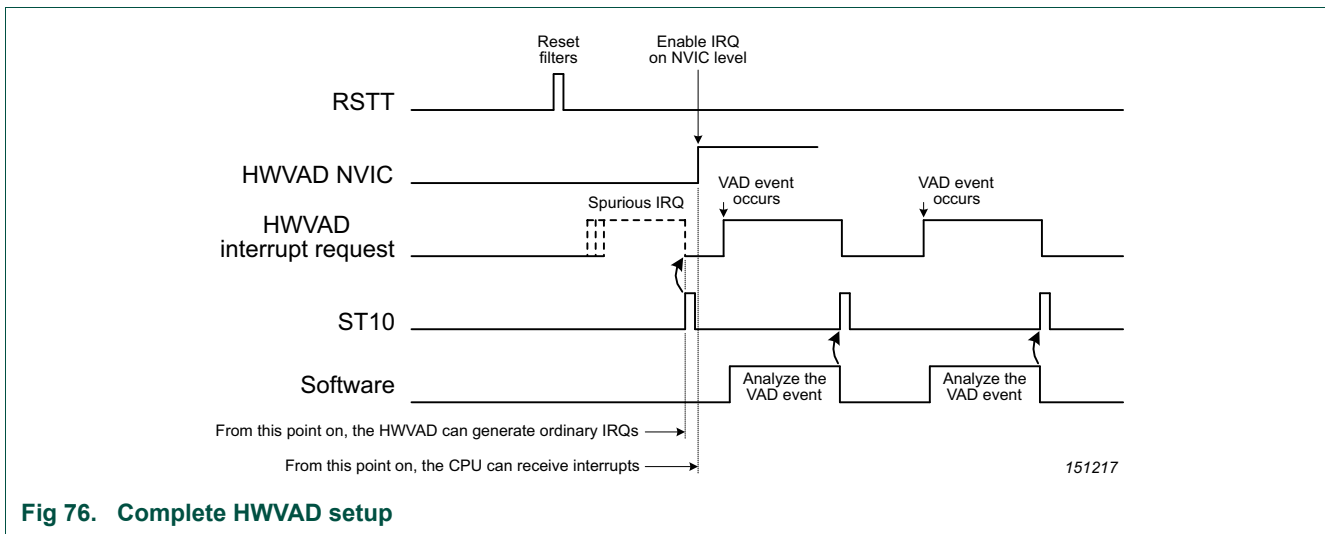 Reset
filters
Enable IRQ
on NVIC level
RSTT
HWVAD NVIC
VAD event
occurs
VAD event
occurs
Spurious IRQ
HWVAD
interrupt request
ST10
Software
Analyze the
VAD event
Analyze the
VAD event
From this point on, the HWVAD can generate ordinary IRQs
From this point on, the CPU can receive interrupts
151217
Fig 76. Complete HWVAD setup